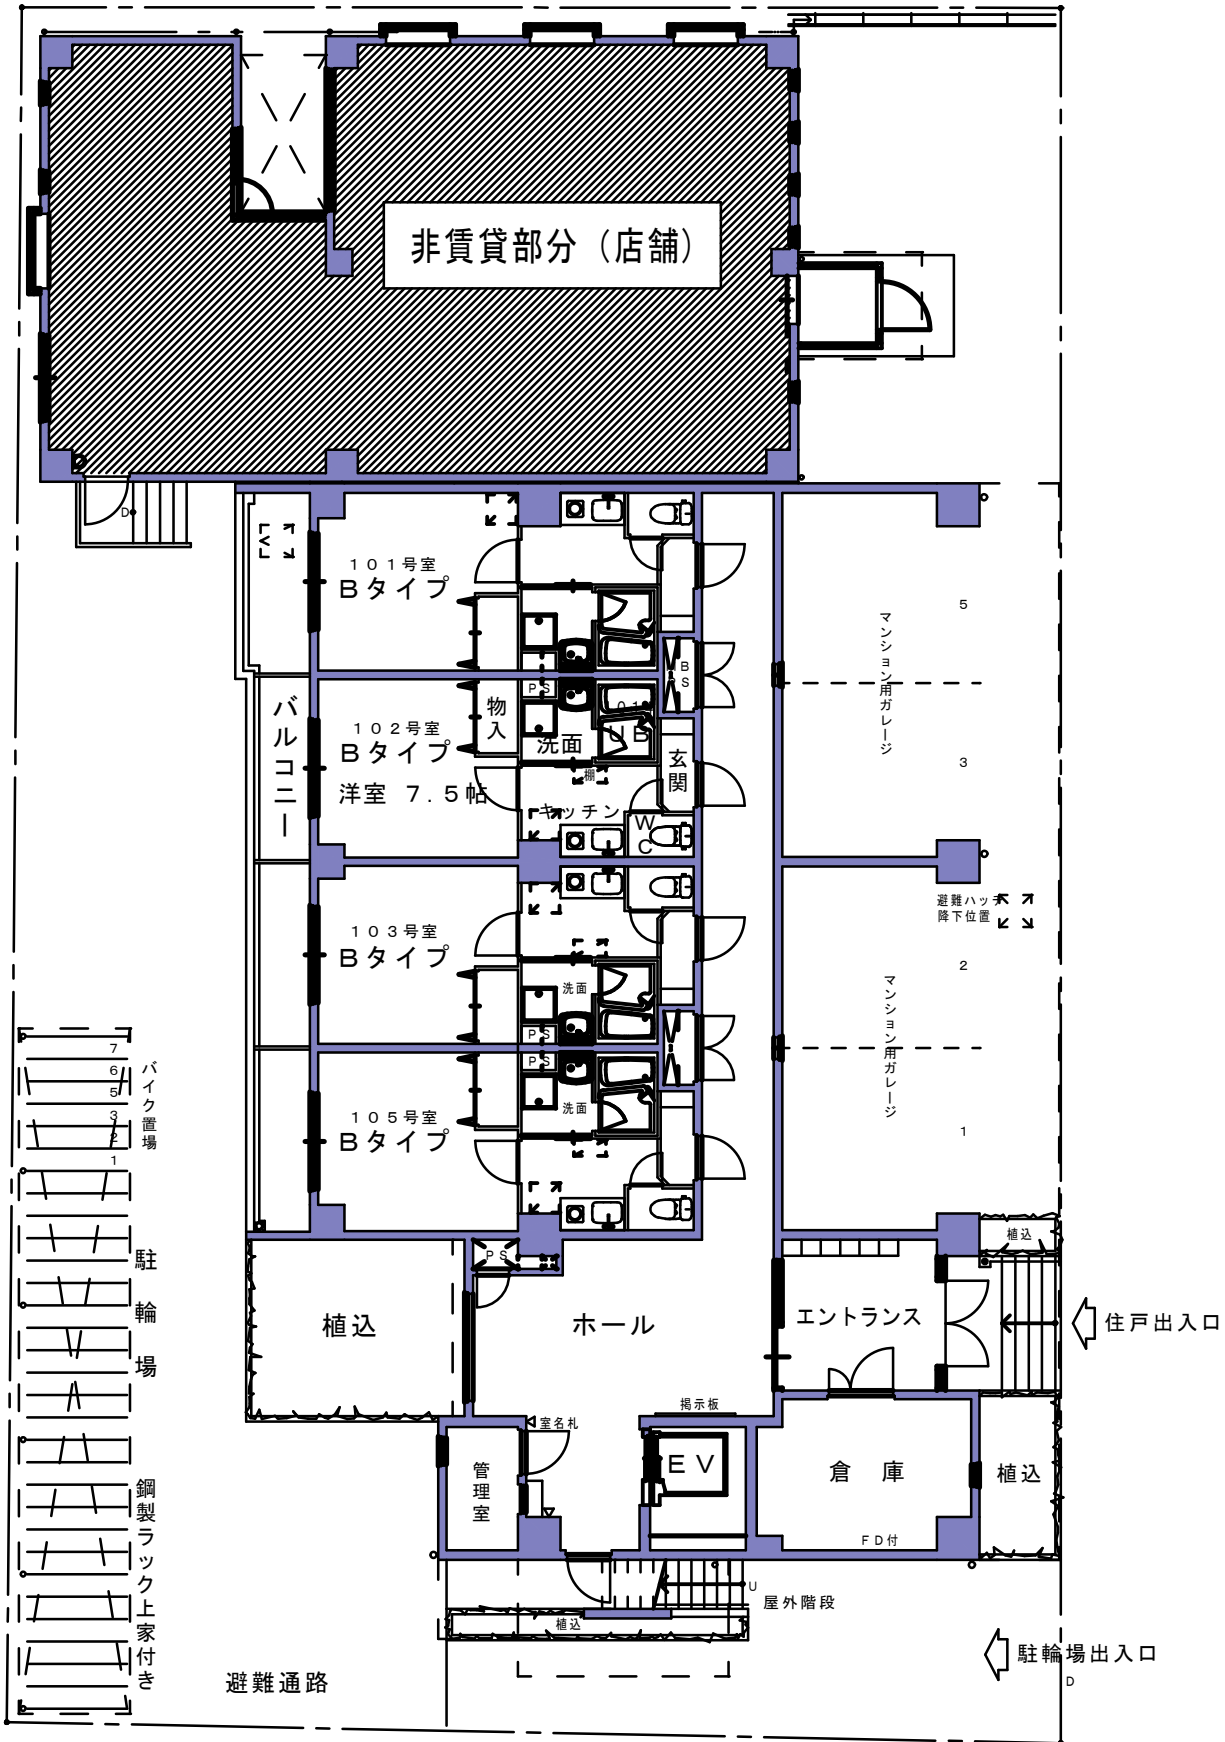 非賃貸部分（店舗）
D
101号室
Bタイプ
バルコニー
102号室
Bタイプ
洋室 7.5帖
物入
PS
洗面
UB
棚
キッチン
玄関
WC
マンション用ガレージ
5
3
103号室
Bタイプ
洗面
PS
PS
洗面
105号室
Bタイプ
避難ハッチ
降下位置
2
マンション用ガレージ
1
7
6
5
3
2
1
バイク置場
駐輪場
鋼製ラック上家付き
植込
PS
ホール
エントランス
植込
住戸出入口
掲示板
室名札
管理室
EV
倉庫
FD付
植込
U
屋外階段
植込
避難通路
駐輪場出入口
D